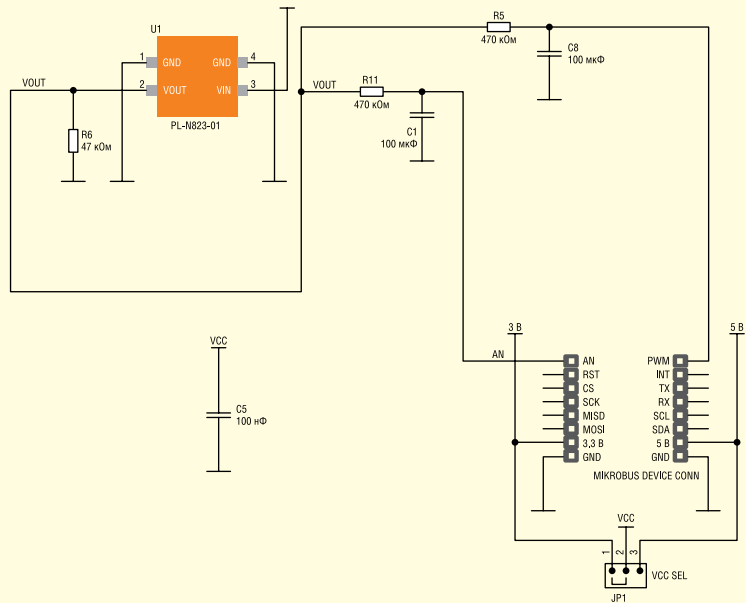 U1
1
GND
GND
4
2
VOUT
VIN
3
PL-N823-01
VOUT
R6
47 кОм
VOUT
R11
470 кОм
C1
100 мкФ
R5
470 кОм
C8
100 мкФ
VCC
C5
100 нФ
3 В
5 В
AN
AN
RST
CS
SCK
MISD
MOSI
3,3 В
GND
PWM
INT
TX
RX
SCL
SDA
5 В
GND
MIKROBUS DEVICE CONN
VCC
1
2
3
VCC SEL
JP1